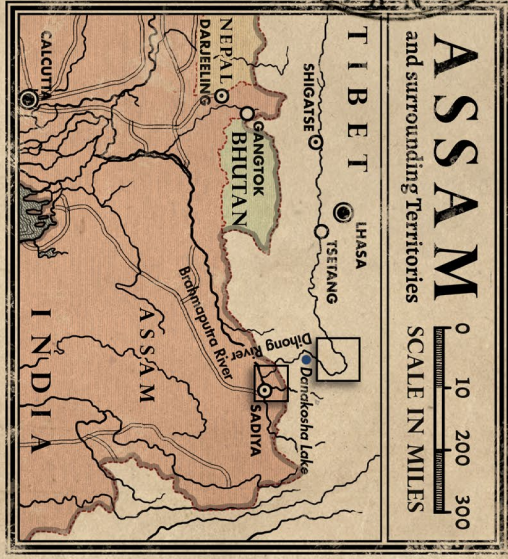 ASSAM
and surrounding Territories
SCALE IN MILES
0 10 200 300
TIBET
NEPAL
DARJEELING
SHIGATSE
LHASA
CALCUTTA
GANGTOK
BHUTAN
TSETANG
Brahmaputra River
Dihong River
Danakosha Lake
ASSAM
SADIYA
INDIA